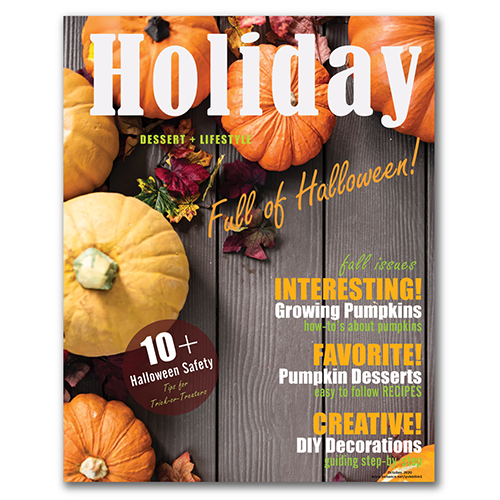 Holiday
DESSERT + LIFESTYLE
Full of Halloween!
fall issues
INTERESTING!
Growing Pumpkins
how-to's about pumpkins
FAVORITE!
Pumpkin Desserts
easy to follow RECIPES
10+
Halloween Safety
Tips for
Trick-or-Treaters
CREATIVE!
DIY Decorations
guiding step-by-step